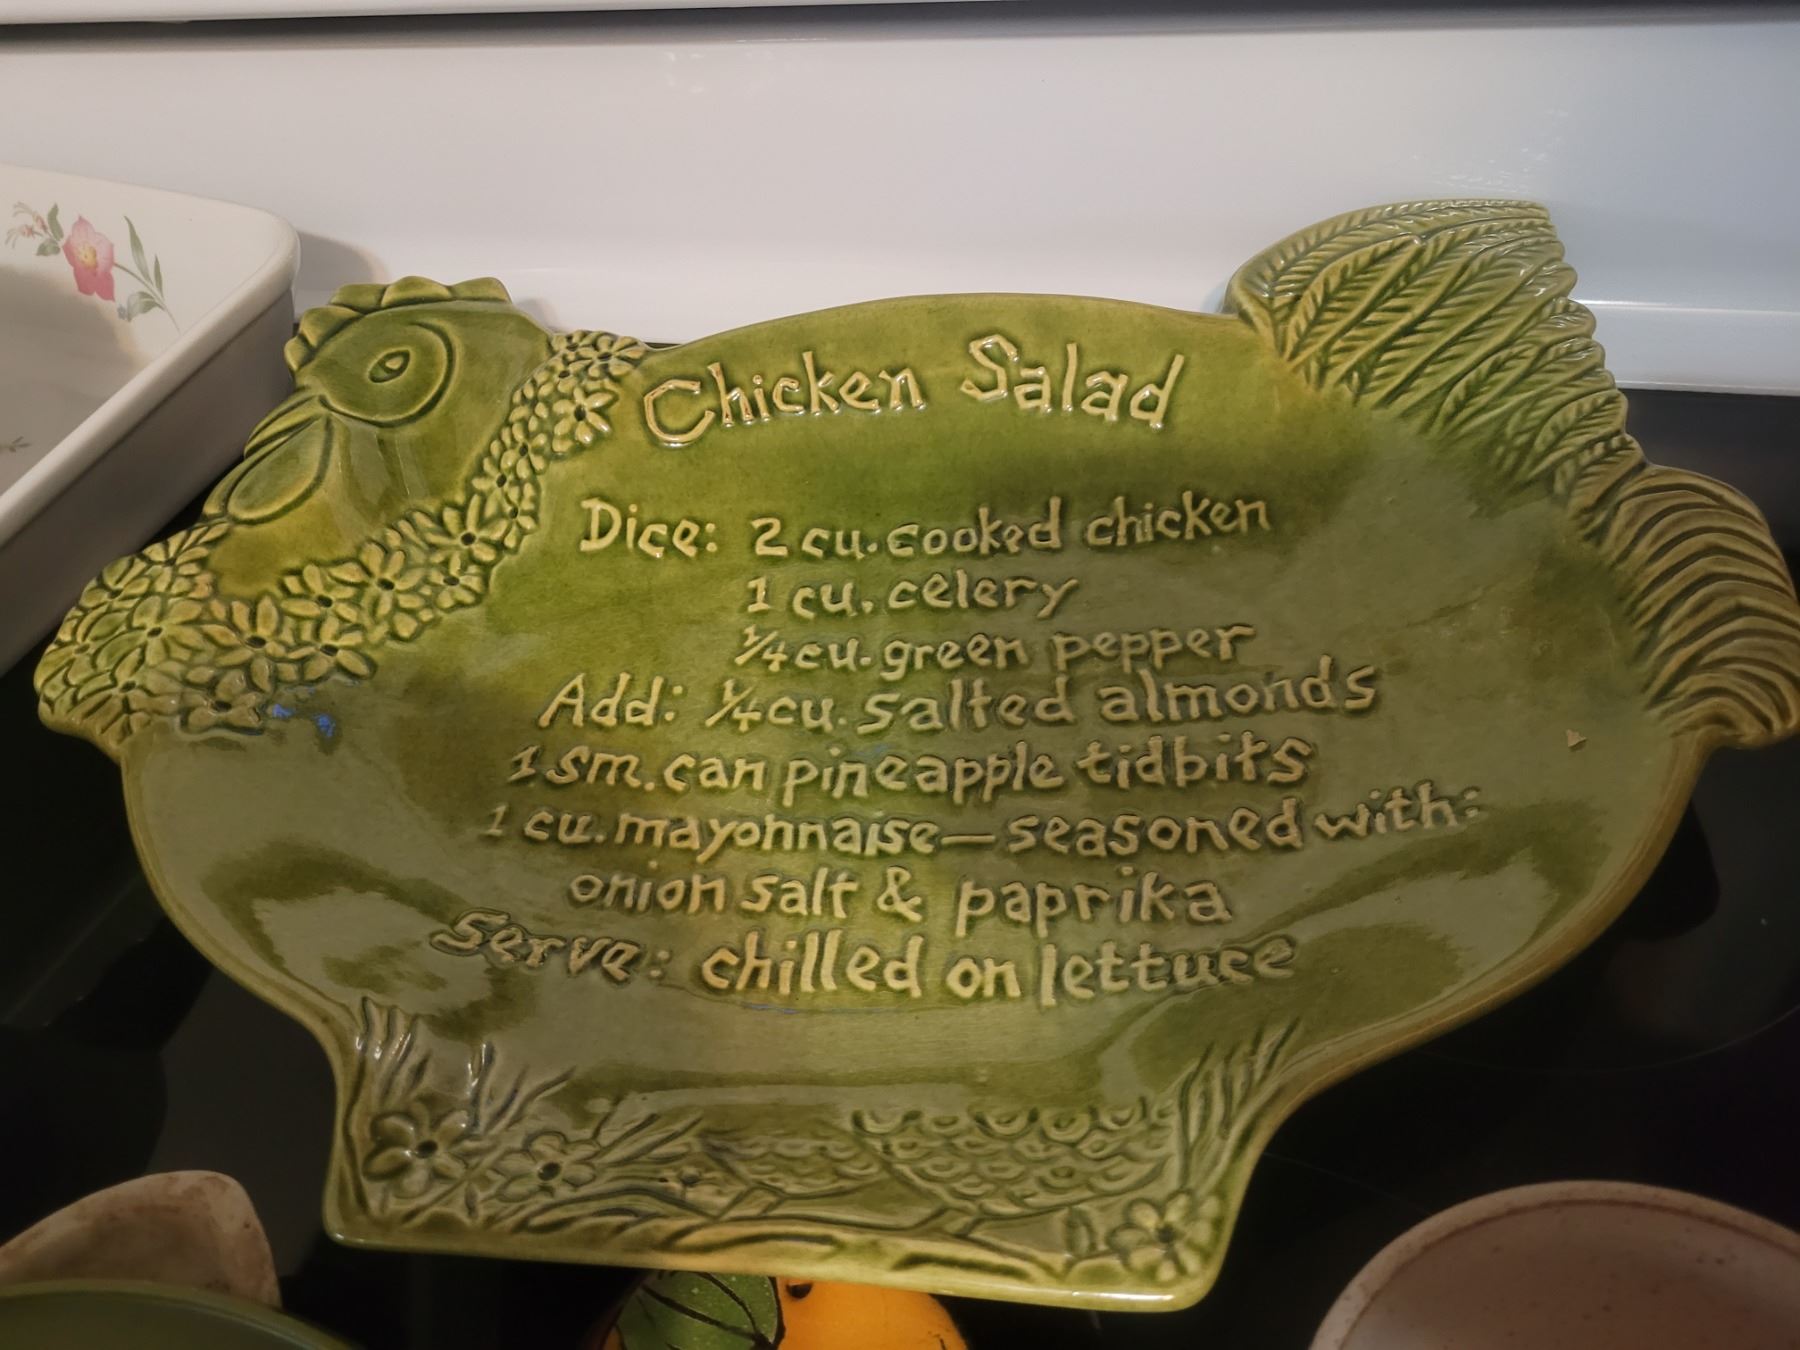 Chicken Salad
Dice: 2 cu. cooked chicken
1 cu. celery
1/4 cu. green pepper
Add: 1/4 cu. salted almonds
1 sm. can pineapple tidbits
1 cu. mayonnaise—seasoned with:
onion salt & paprika
Serve: chilled on lettuce